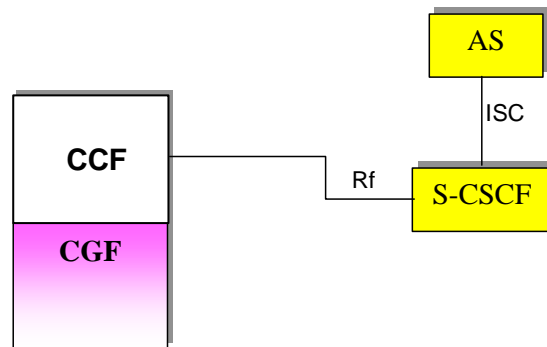 AS
ISC
CCF
Rf
S-CSCF
CGF